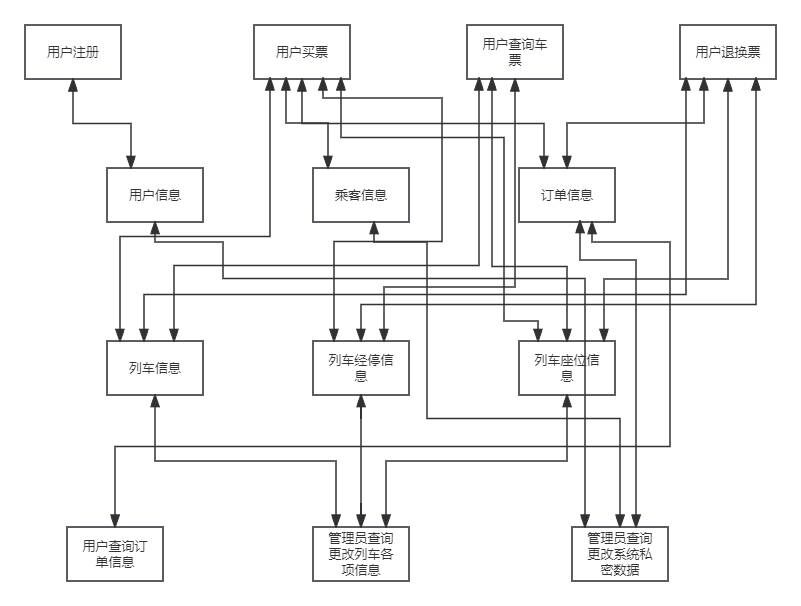 用户注册
用户买票
用户查询车
票
用户退换票
用户信息
乘客信息
订单信息
列车信息
列车经停信
息
列车座位信
息
用户查询订
单信息
管理员查询
更改列车各
项信息
管理员查询
更改系统私
密数据